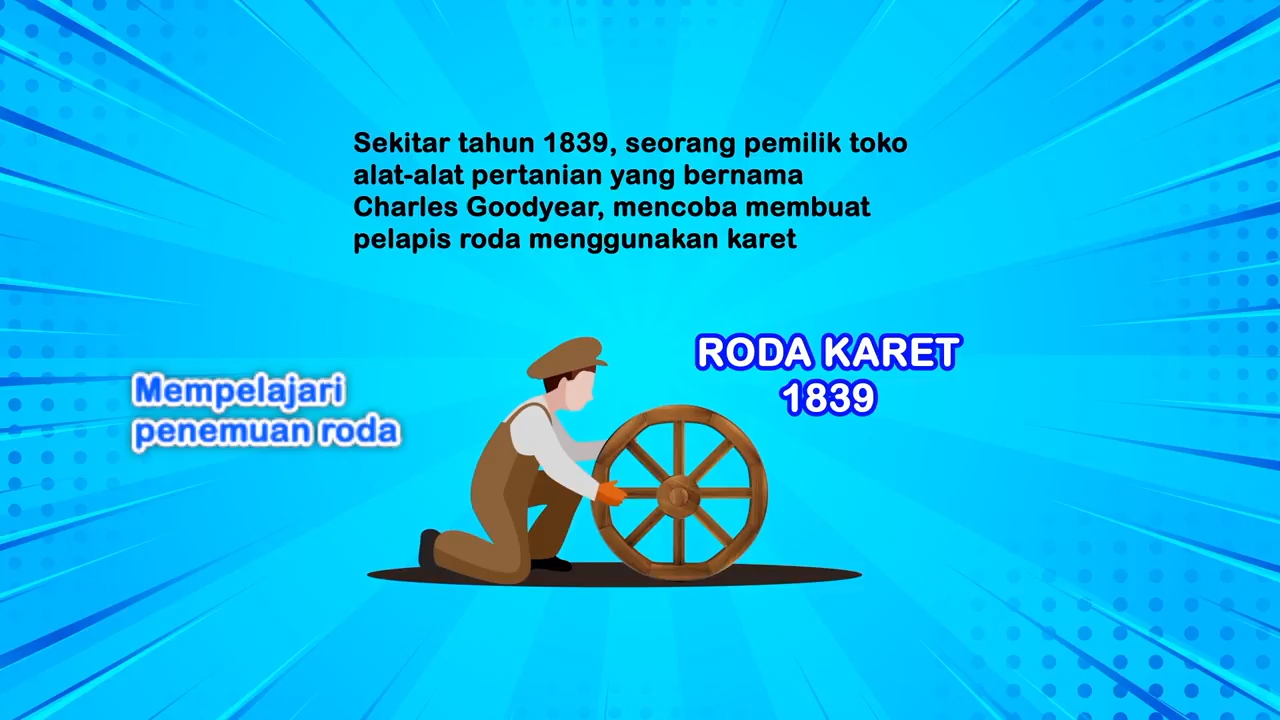 Sekitar tahun 1839, seorang pemilik toko
alat-alat pertanian yang bernama
Charles Goodyear, mencoba membuat
pelapis roda menggunakan karet
RODA KARET
1839
Mempelajari
penemuan roda